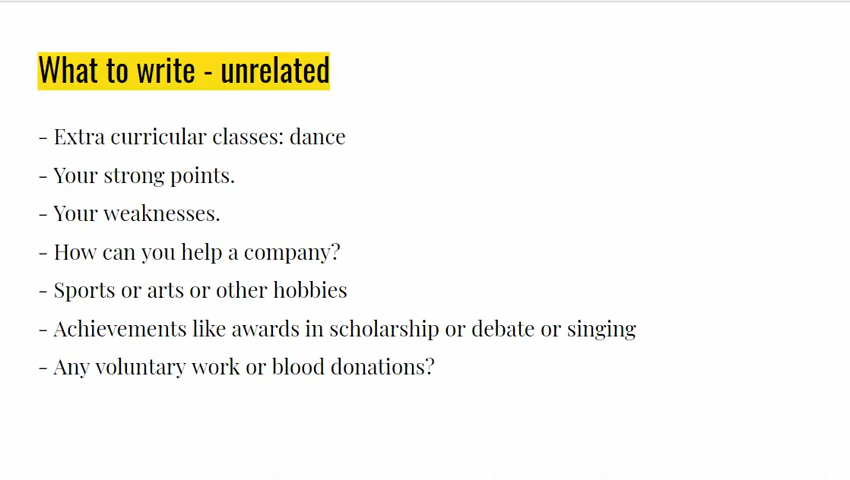 What to write - unrelated
- Extra curricular classes: dance
- Your strong points.
- Your weaknesses.
- How can you help a company?
- Sports or arts or other hobbies
- Achievements like awards in scholarship or debate or singing
- Any voluntary work or blood donations?